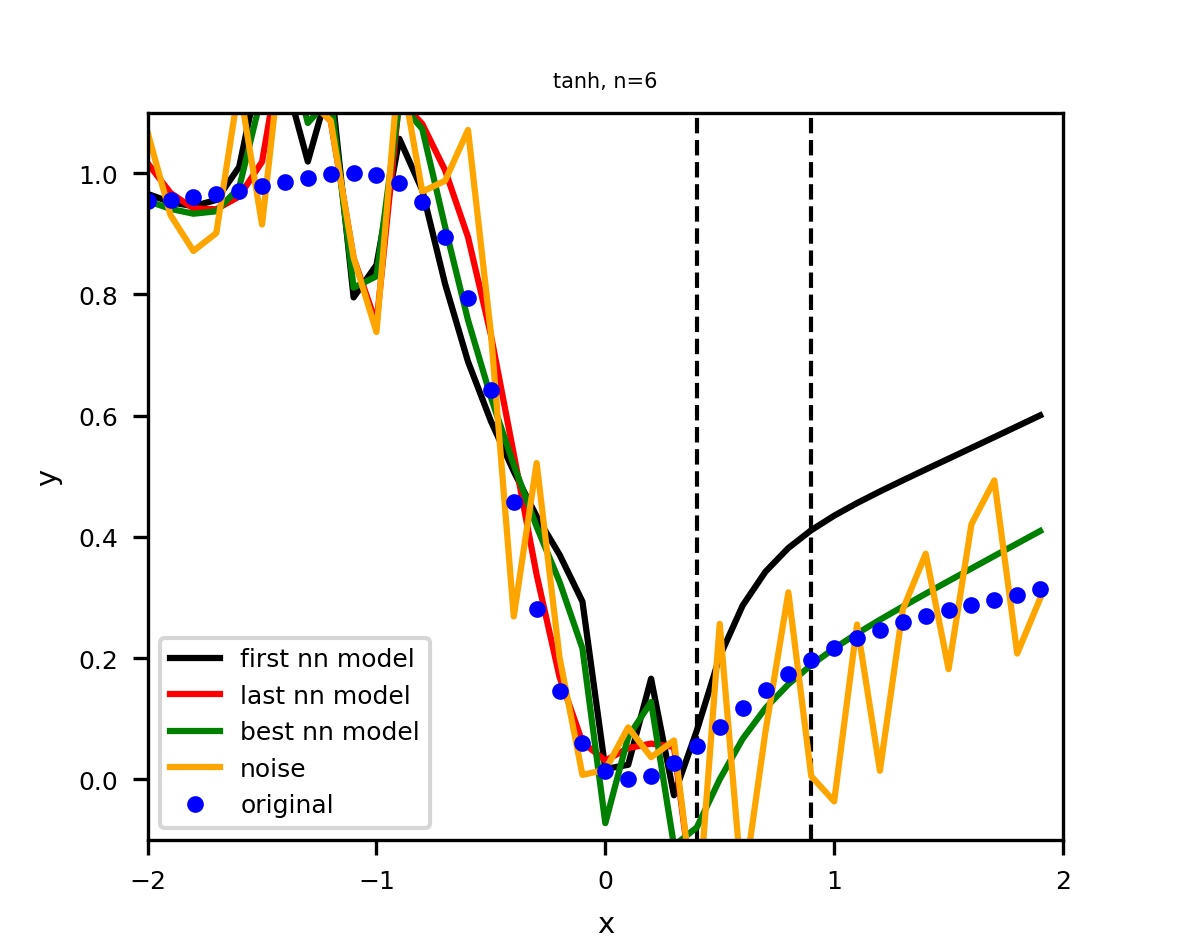 tanh, n=6
1.0
0.8
0.6
0.4
0.2
0.0
y
first nn model
last nn model
best nn model
noise
original
−2
−1
0
1
2
x